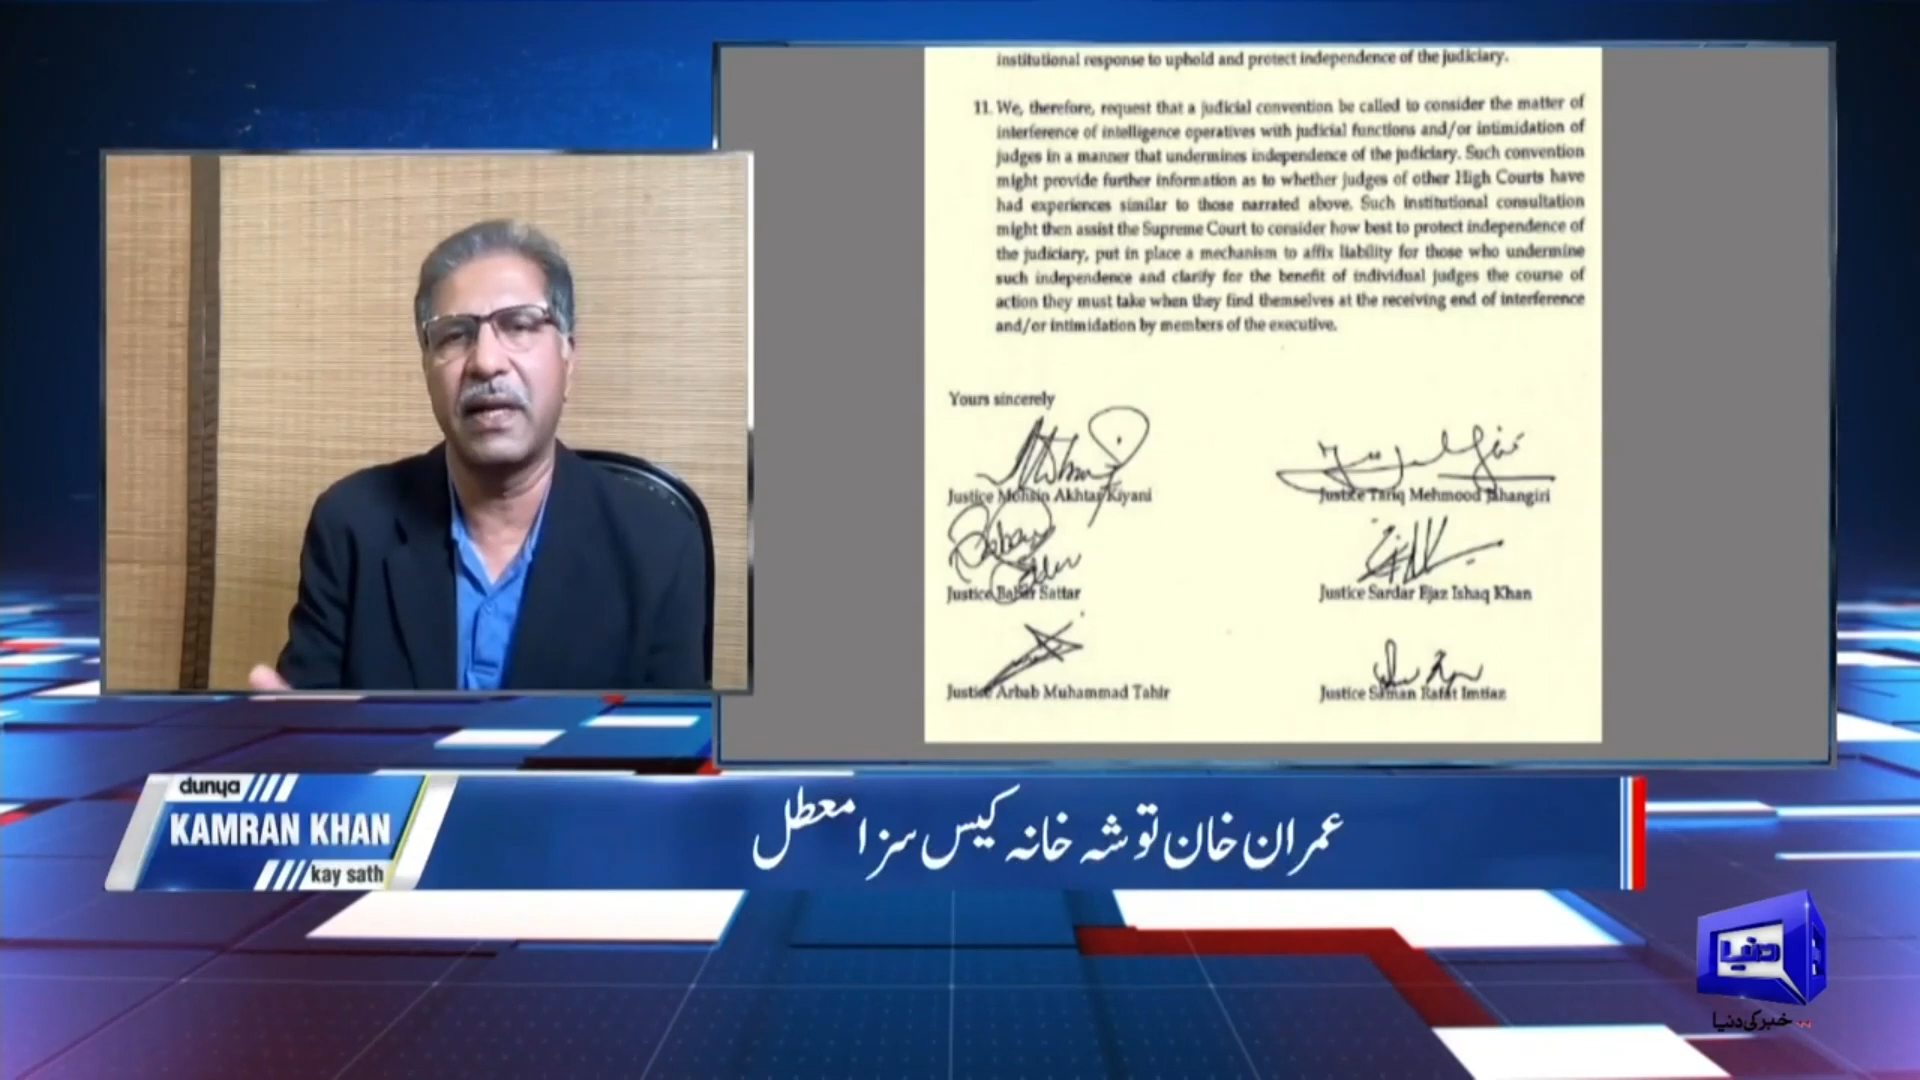 institutional response to uphold and protect independence of the judiciary.
11. We, therefore, request that a judicial convention be called to consider the matter of
interference of intelligence operatives with judicial functions and/or intimidation of
judges in a manner that undermines independence of the judiciary. Such convention
might provide further information as to whether judges of other High Courts have
had experiences similar to those narrated above. Such institutional consultation
might then assist the Supreme Court to consider how best to protect independence of
the judiciary, put in place a mechanism to affix liability for those who undermine
such independence and clarify for the benefit of individual judges the course of
action they must take when they find themselves at the receiving end of interference
and/or intimidation by members of the executive.
Yours sincerely
Justice Mohsin Akhtar Kiyani
Justice Tariq Mehmood Jahangiri
Justice Babar Sattar
Justice Sardar Ejaz Ishaq Khan
Justice Arbab Muhammad Tahir
Justice Saman Rafat Imtiaz
dunya
KAMRAN KHAN
kay sath
عمران خان توشہ خانہ کیس سزا معطل
دنیا
خبر کی دنیا